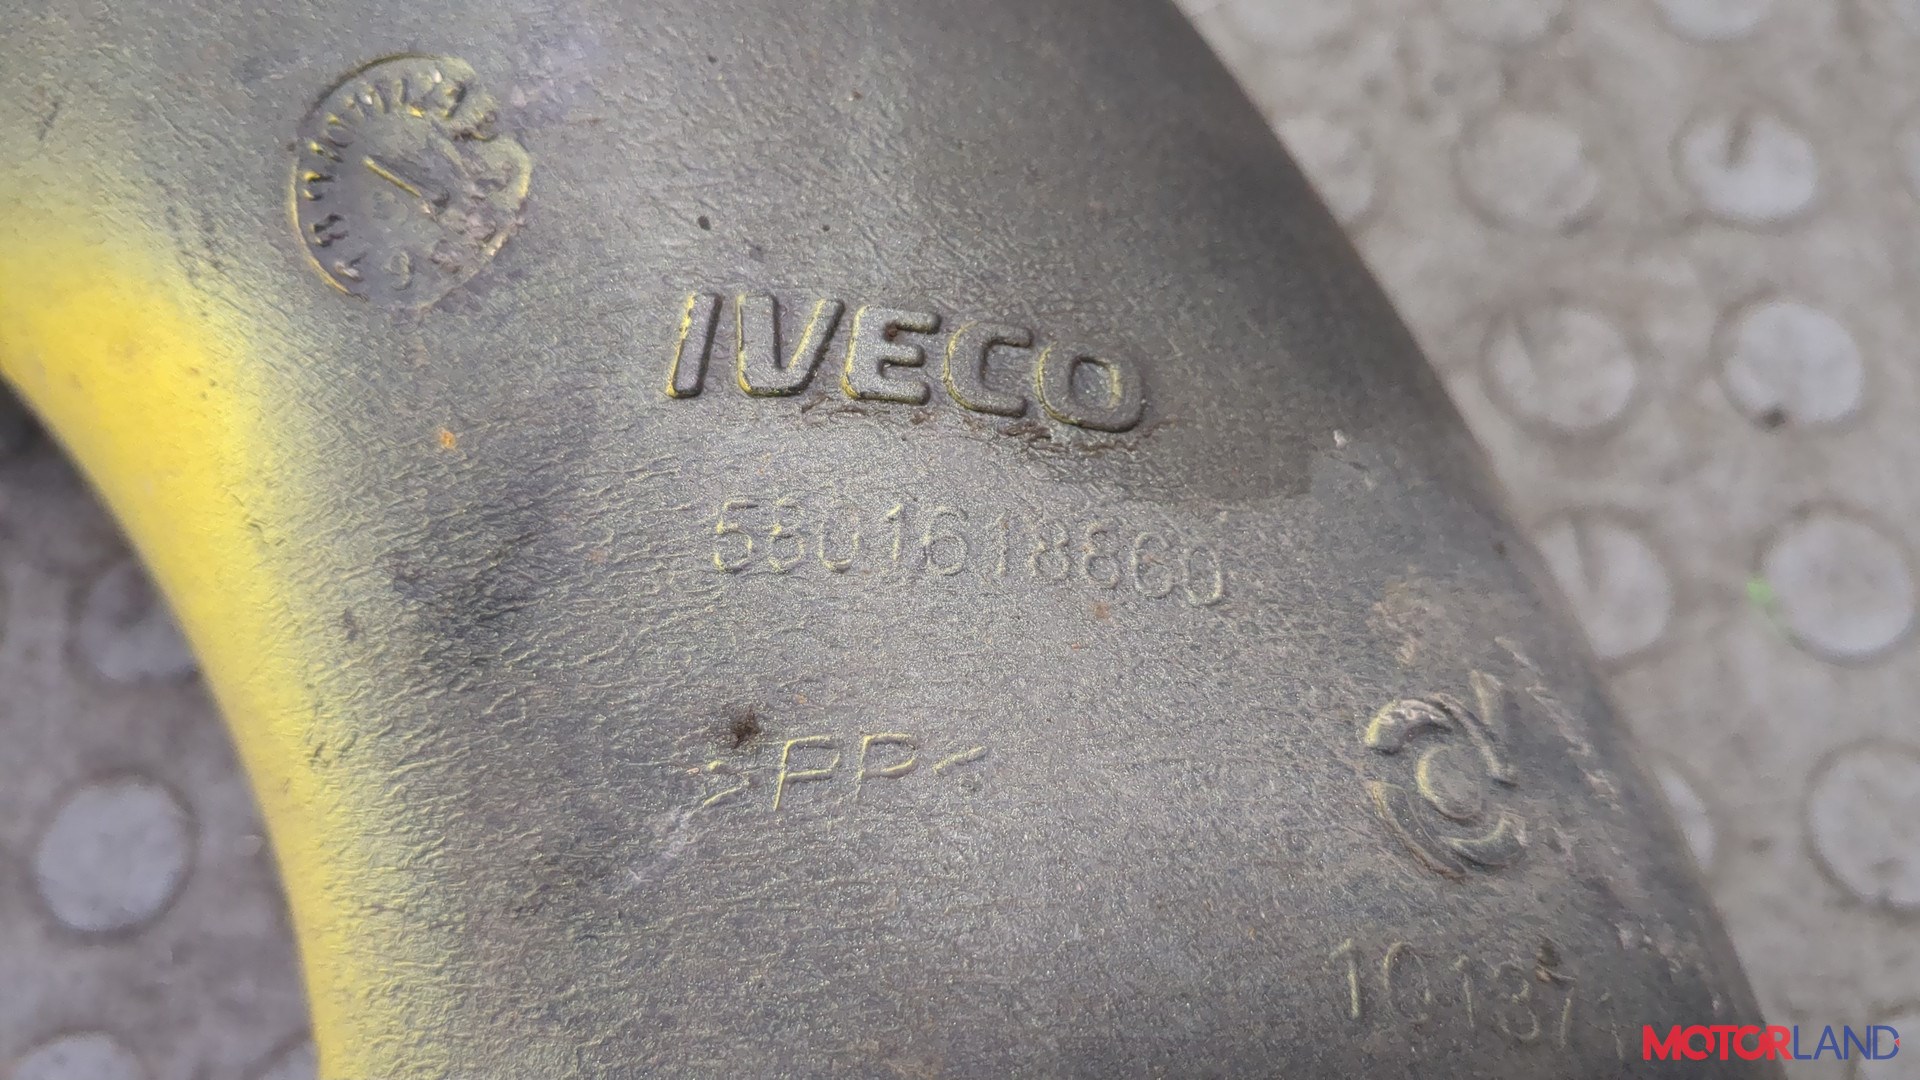 IVECO
5801618860
>PP<
MOTORLAND